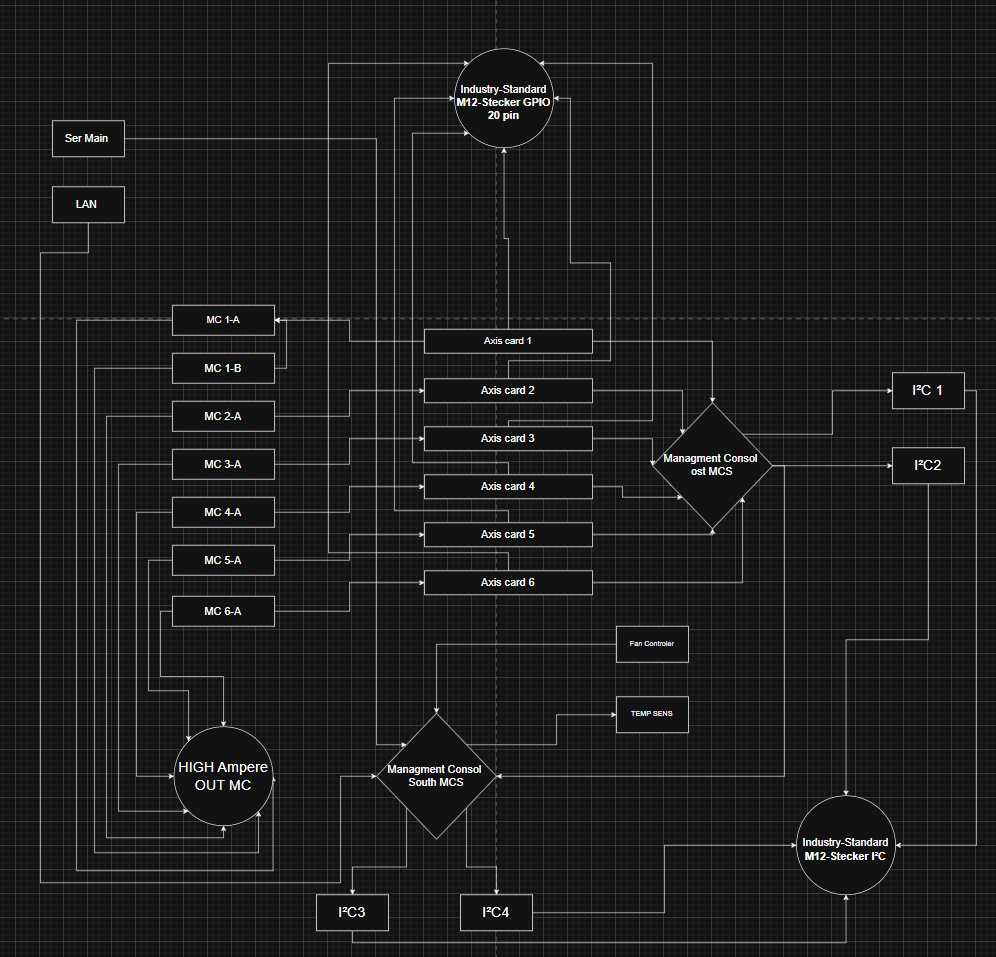 Industry-Standard
M12-Stecker GPIO
20 pin
Ser Main
LAN
MC 1-A
Axis card 1
MC 1-B
Axis card 2
I²C 1
MC 2-A
Axis card 3
MC 3-A
Managment Consol
ost MCS
I²C2
Axis card 4
MC 4-A
Axis card 5
MC 5-A
Axis card 6
MC 6-A
Fan Controler
TEMP SENS
HIGH Ampere
OUT MC
Managment Consol
South MCS
Industry-Standard
M12-Stecker I²C
I²C3
I²C4